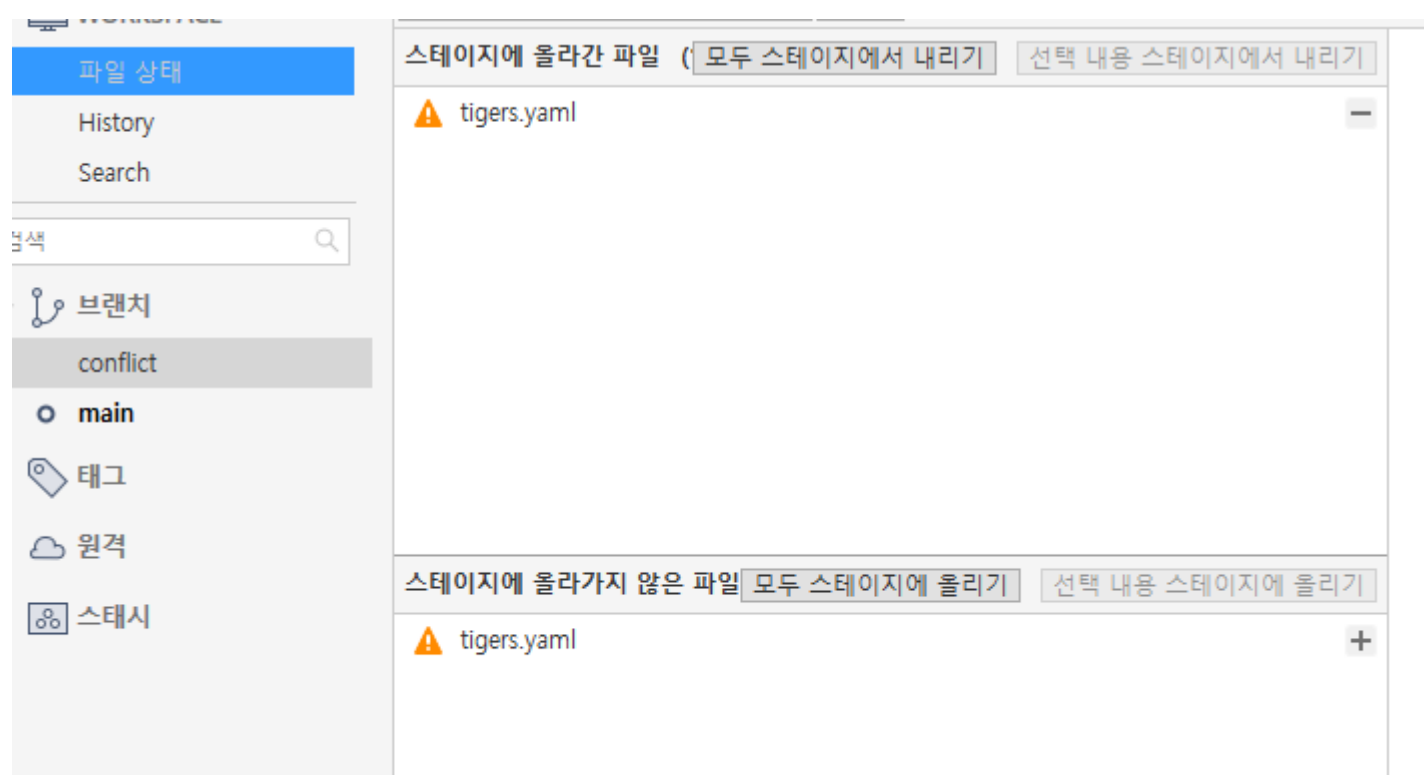 WORKSPACE
파일 상태
History
Search
검색
브랜치
conflict
main
태그
원격
스태시
스테이지에 올라간 파일 ( 모두 스테이지에서 내리기 선택 내용 스테이지에서 내리기
tigers.yaml
스테이지에 올라가지 않은 파일 모두 스테이지에 올리기 선택 내용 스테이지에 올리기
tigers.yaml